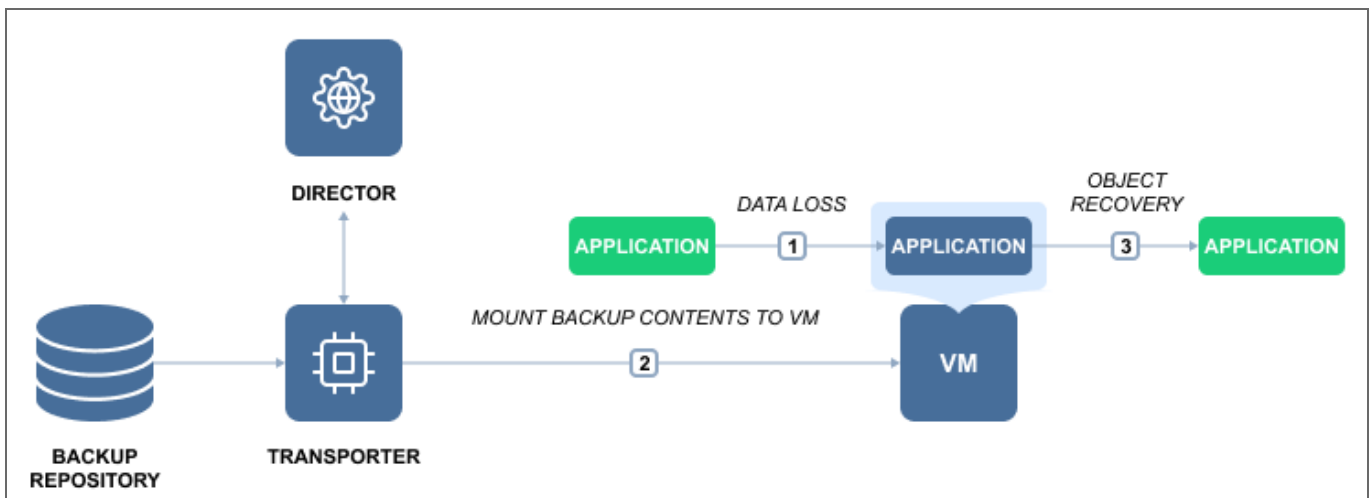 DIRECTOR
DATA LOSS
OBJECT
RECOVERY
APPLICATION
1
APPLICATION
3
APPLICATION
MOUNT BACKUP CONTENTS TO VM
2
VM
BACKUP
REPOSITORY
TRANSPORTER